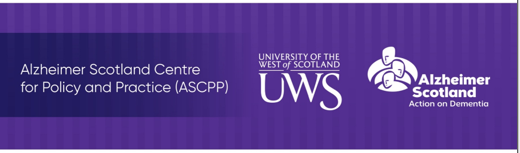 Alzheimer Scotland Centre
for Policy and Practice (ASCPP)
UNIVERSITY OF THE
WEST of SCOTLAND
UWS
Alzheimer
Scotland
Action on Dementia